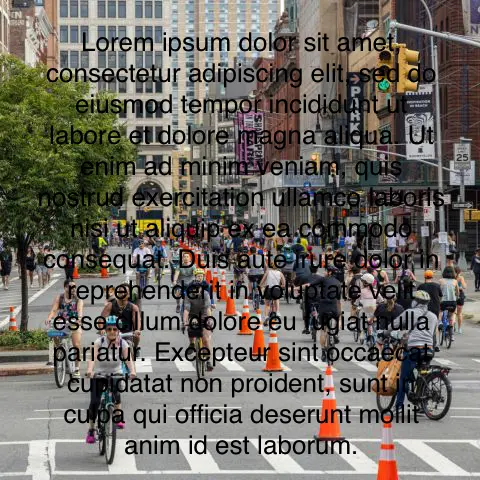 Lorem ipsum dolor sit amet,
consectetur adipiscing elit, sed do
eiusmod tempor incididunt ut
labore et dolore magna aliqua. Ut
enim ad minim veniam, quis
nostrud exercitation ullamco laboris
nisi ut aliquip ex ea commodo
consequat. Duis aute irure dolor in
reprehenderit in voluptate velit
esse cillum dolore eu fugiat nulla
pariatur. Excepteur sint occaecat
cupidatat non proident, sunt in
culpa qui officia deserunt mollit
anim id est laborum.
PARK
25